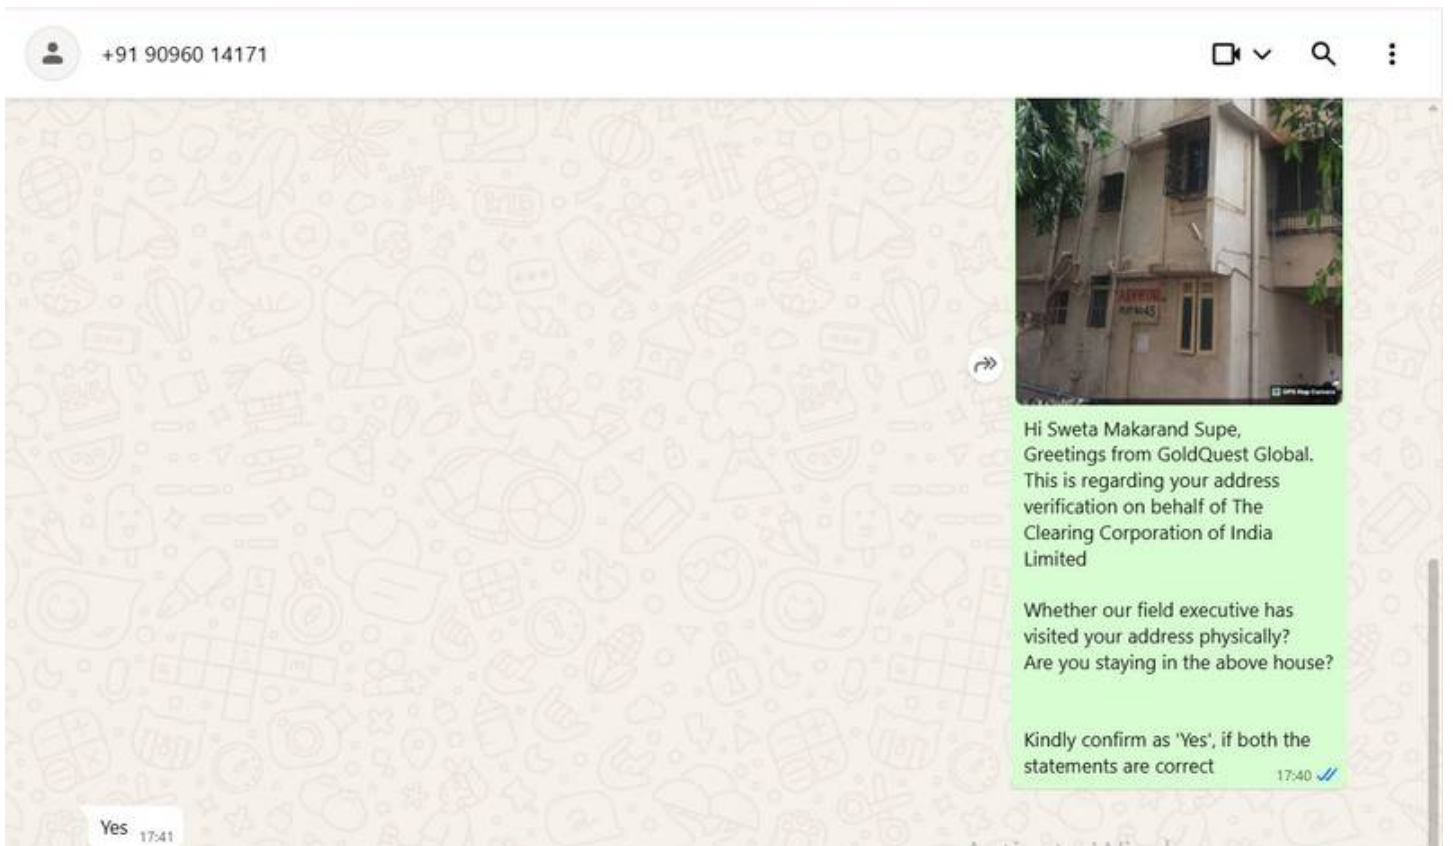 +91 90960 14171
GPS Map Camera
Hi Sweta Makarand Supe,
Greetings from GoldQuest Global.
This is regarding your address
verification on behalf of The
Clearing Corporation of India
Limited
Whether our field executive has
visited your address physically?
Are you staying in the above house?
Kindly confirm as 'Yes', if both the
statements are correct
17:40
Yes 17:41